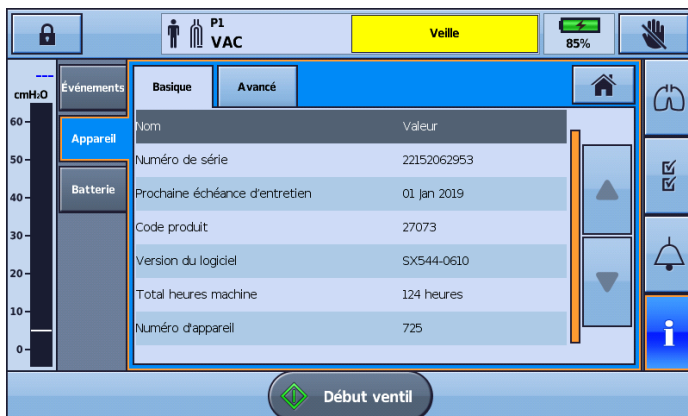 P1
VAC
Veille
85%
---
cmH₂O
60
50
40
30
20
10
0
Événements
Appareil
Batterie
Basique
Avancé
Nom Valeur
Numéro de série 22152062953
Prochaine échéance d'entretien 01 Jan 2019
Code produit 27073
Version du logiciel SX544-0610
Total heures machine 124 heures
Numéro d'appareil 725
i
Début ventil